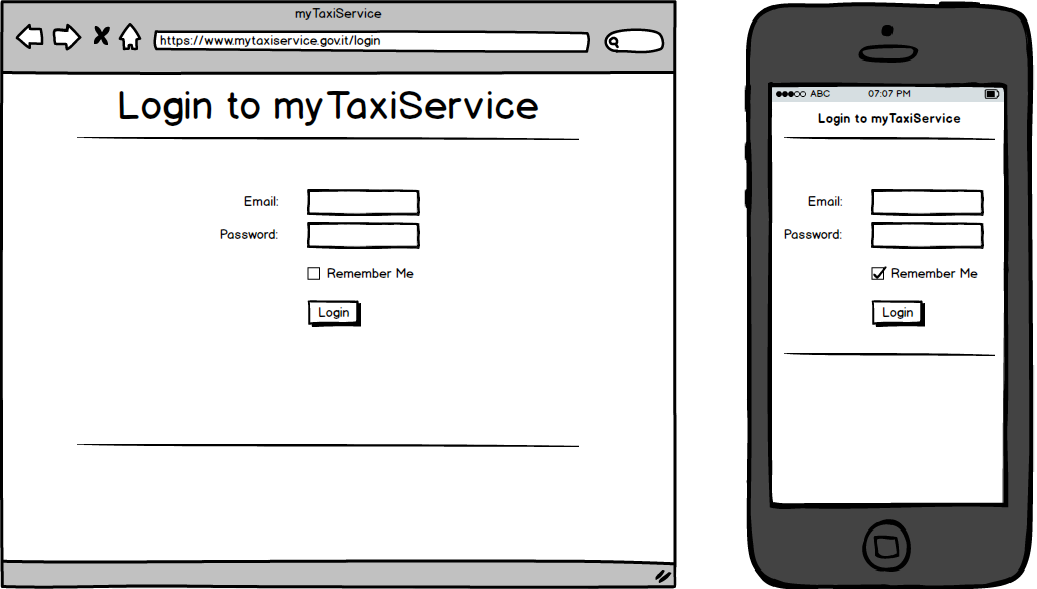 myTaxiService
https://www.mytaxiservice.gov.it/login
Login to myTaxiService
Email:
Password:
Remember Me
Login
ABC 07:07 PM
Login to myTaxiService
Email:
Password:
Remember Me
Login